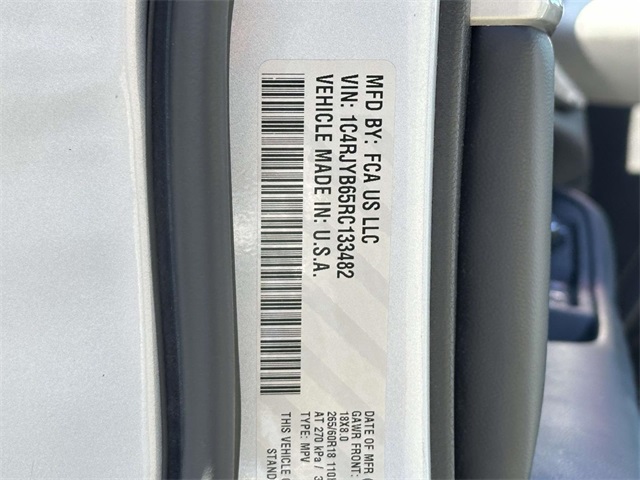 MFD BY: FCA US LLC
VIN: 1C4RJYB65RC133482
VEHICLE MADE IN: U.S.A.
DATE OF MFR
GAWR FRONT:
18X8.0
265/60R18 110
AT 270 kPa /
TYPE: MPV
THIS VEHICLE
STAND